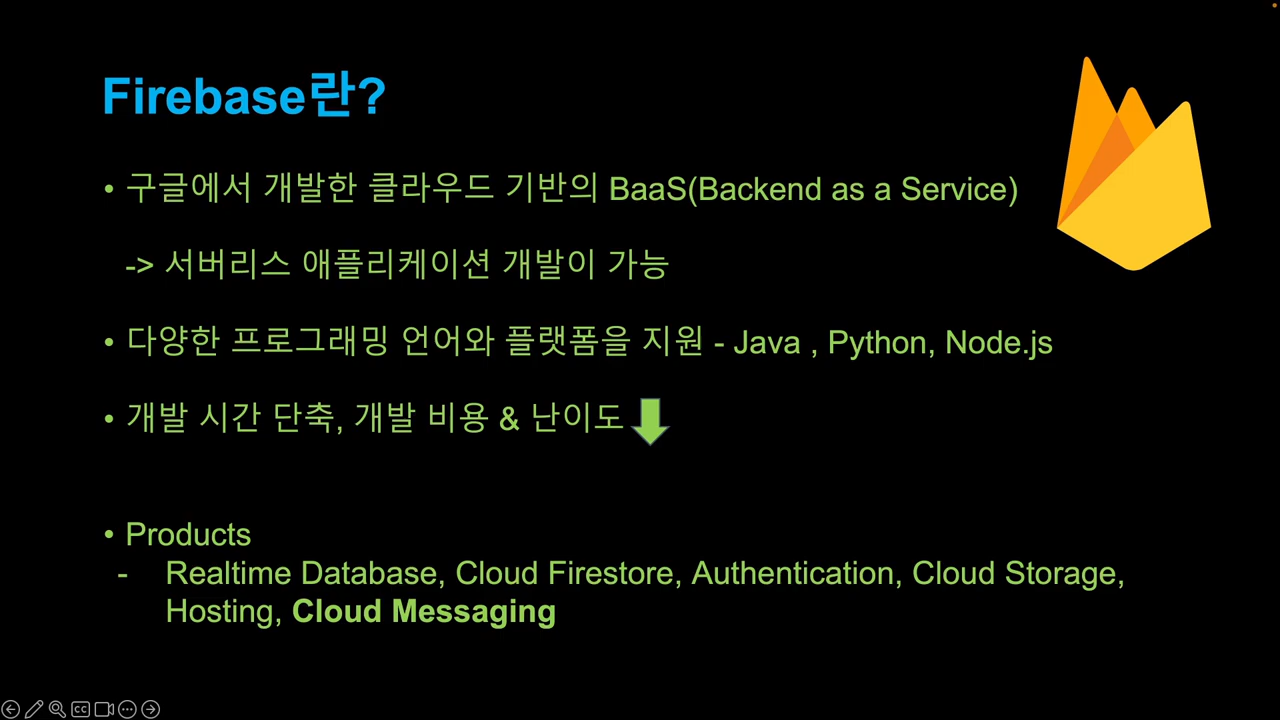 Firebase란?
• 구글에서 개발한 클라우드 기반의 BaaS(Backend as a Service)
-> 서버리스 애플리케이션 개발이 가능
• 다양한 프로그래밍 언어와 플랫폼을 지원 - Java , Python, Node.js
• 개발 시간 단축, 개발 비용 & 난이도
• Products
- Realtime Database, Cloud Firestore, Authentication, Cloud Storage,
Hosting, Cloud Messaging
CC